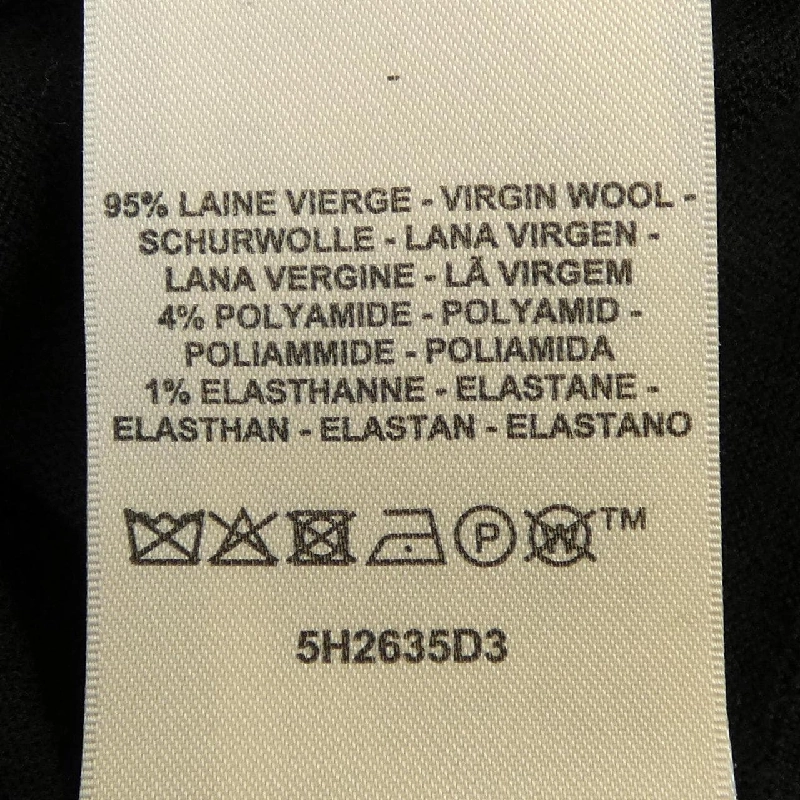 -
95% LAINE VIERGE - VIRGIN WOOL -
SCHURWOLLE - LANA VIRGEN -
LANA VERGINE - LÃ VIRGEM
4% POLYAMIDE - POLYAMID -
POLIAMMIDE - POLIAMIDA
1% ELASTHANNE - ELASTANE -
ELASTHAN - ELASTAN - ELASTANO
P W TM
5H2635D3